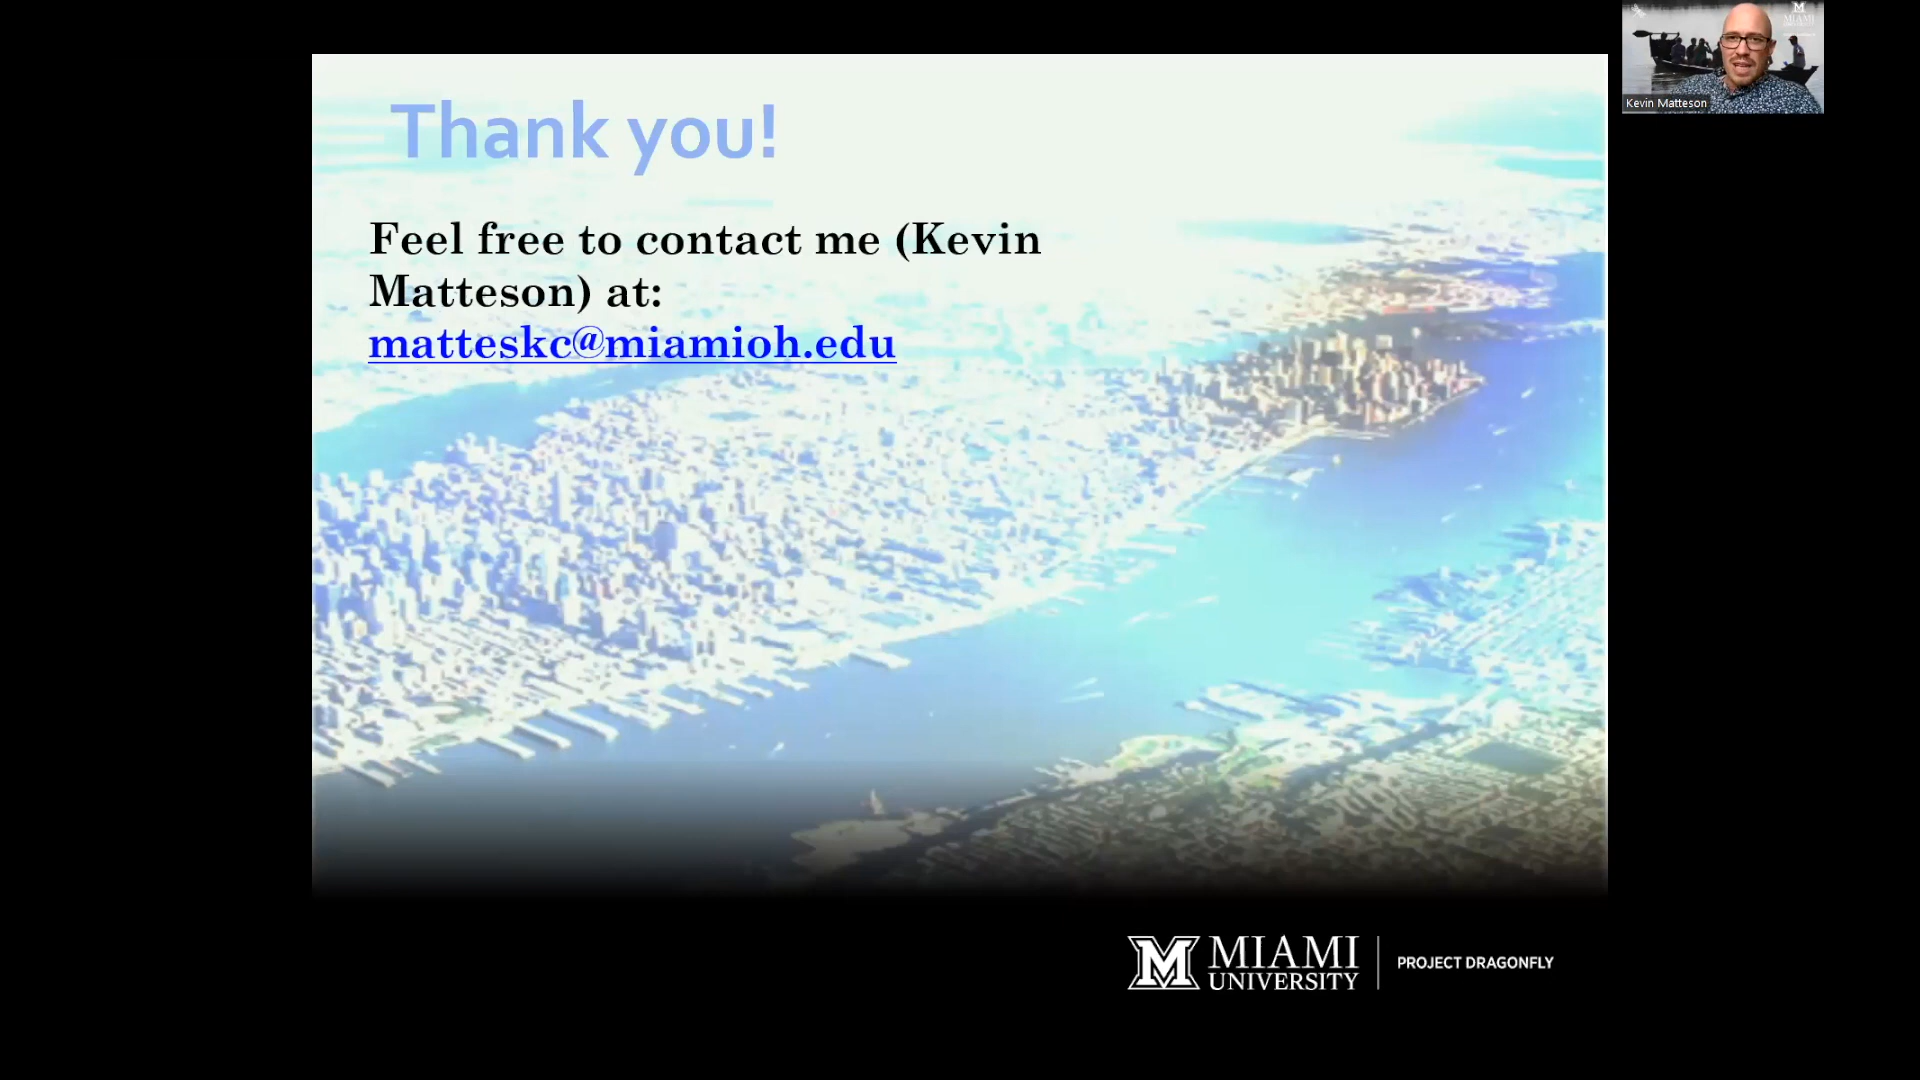 Thank you!
Feel free to contact me (Kevin
Matteson) at:
matteskc@miamioh.edu
Kevin Matteson
MIAMI
MIAMI
UNIVERSITY
PROJECT DRAGONFLY